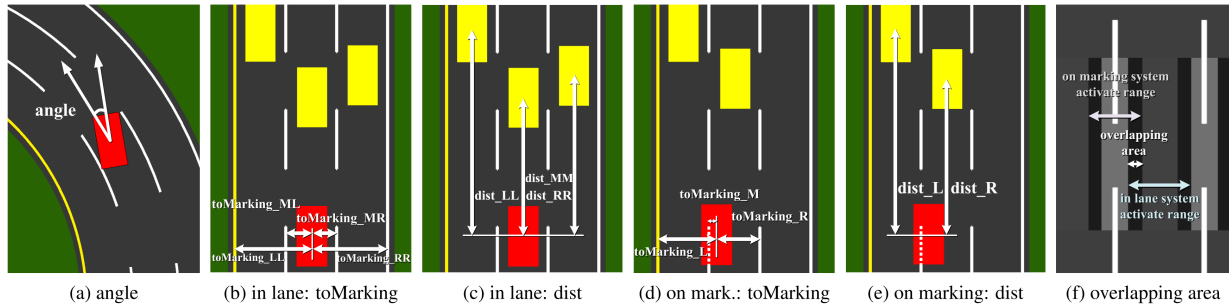 angle
toMarking_ML
toMarking_MR
toMarking_LL
toMarking_RR
dist_MM
dist_LL
dist_RR
toMarking_M
toMarking_R
toMarking_L
dist_L
dist_R
on marking system
activate range
overlapping
area
in lane system
activate range
(a) angle
(b) in lane: toMarking
(c) in lane: dist
(d) on mark.: toMarking
(e) on marking: dist
(f) overlapping area